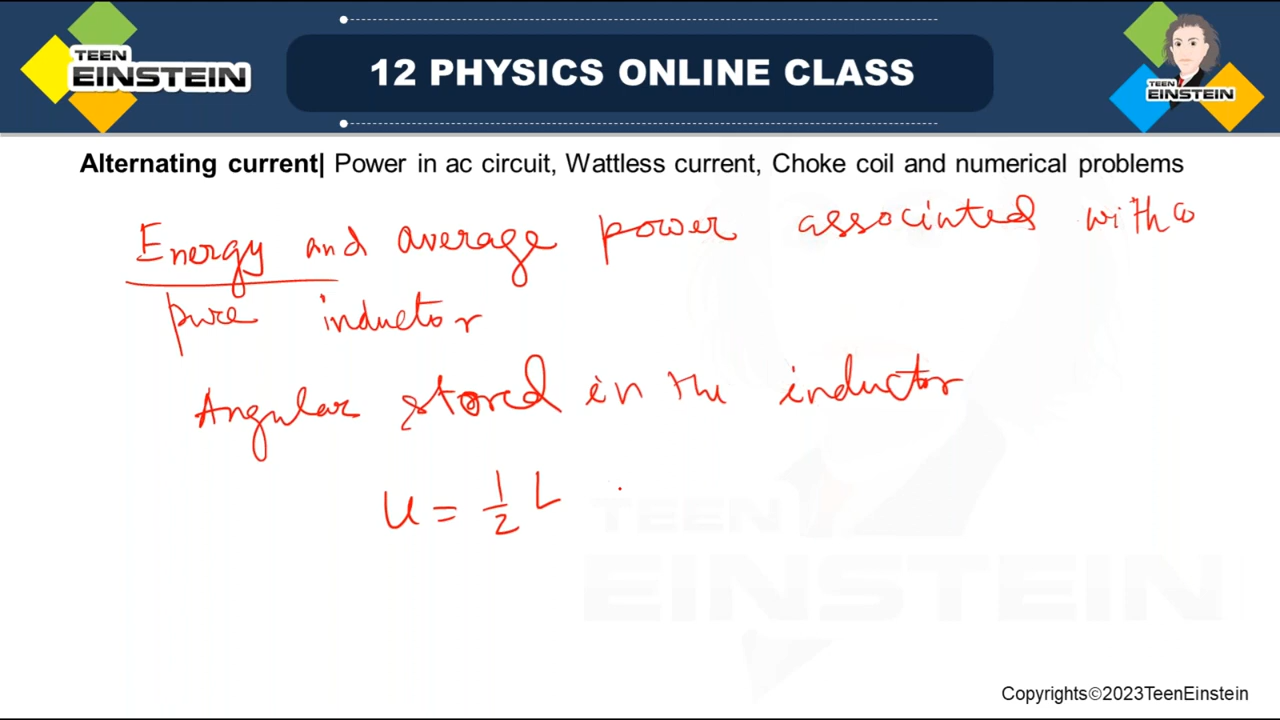 TEEN
EINSTEIN
12 PHYSICS ONLINE CLASS
TEEN
EINSTEIN
Alternating current| Power in ac circuit, Wattless current, Choke coil and numerical problems
Energy and average power associated with a
pure inductor
Angular stored in the inductor
U = 1/2 L
TEEN
EINSTEIN
Copyrights©2023TeenEinstein